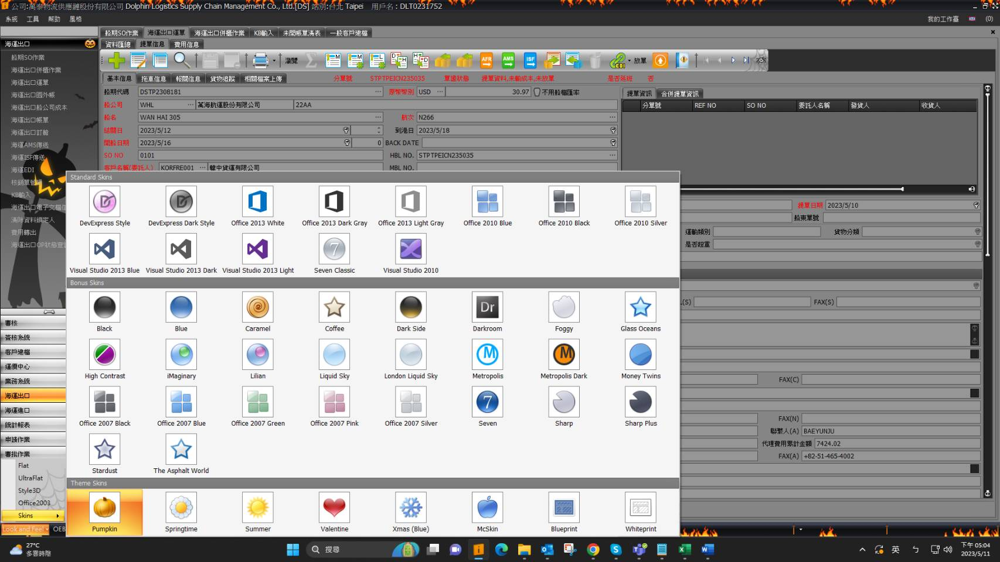 公司:萬泰物流供應鏈股份有限公司 Dolphin Logistics Supply Chain Management Co., Ltd.[DS] 站別:台北 Taipei 用戶名 : DLT0231752
系統 工具 幫助 風格
我的工作臺 (0)
船期SO作業 海運出口運單 海運出口併櫃作業 KB輸入 未開帳單清表 一般客戶建檔
資料匯總 提單信息 費用信息
瀏覽 AFR AMS ISF EDI 放單
基本信息 拖車信息 報關信息 貨物追蹤 相關檔案上傳
分單號 STPTPEICN235035 單證狀態 提單資料,未輸成本,未放單 是否延班 否
海運出口
船期SO作業
海運出口併櫃作業
海運出口運單
海運出口國外帳
海運出口船公司成本
海運出口帳單
海運出口訂艙
海運AMS傳送
海運ISF傳送
海運EDI
核銷單管理
KB輸入
清除資料鎖定人
費用轉出
船期代碼 DSTP2308181 原幣幣別 USD 30.97 不用船檔匯率
船公司 WHL 萬海航運股份有限公司 22AA
船名 WAN HAI 305 航次 N266
結關日 2023/5/12 到港日 2023/5/18
開船日期 2023/5/16 0 BACK DATE
SO NO 0101 HBL NO. STPTPEICN235035
客戶名稱(委託人) KORFRE001 韓中貨運有限公司 MBL NO.
提單資訊 合併提單資訊
分單號 REF NO SO NO 委託人名稱 發貨人 收貨人
提單日期 2023/5/10
船東單號
運輸類別 貨物分類
是否超重
FAX(S)
FAX(C)
FAX(N)
聯繫人(A) BAEYUNJU
代理費用累計金額 7424.02
FAX(A) +82-51-465-4002
Standard Skins
DevExpress Style DevExpress Dark Style Office 2013 White Office 2013 Dark Gray Office 2013 Light Gray Office 2010 Blue Office 2010 Black Office 2010 Silver
Visual Studio 2013 Blue Visual Studio 2013 Dark Visual Studio 2013 Light Seven Classic Visual Studio 2010
Bonus Skins
Black Blue Caramel Coffee Dark Side Darkroom Foggy Glass Oceans
High Contrast iMaginary Lilian Liquid Sky London Liquid Sky Metropolis Metropolis Dark Money Twins
Office 2007 Black Office 2007 Blue Office 2007 Green Office 2007 Pink Office 2007 Silver Seven Sharp Sharp Plus
Stardust The Asphalt World
Theme Skins
Pumpkin Springtime Summer Valentine Xmas (Blue) McSkin Blueprint Whiteprint
審核
簽核系統
客戶建檔
運價中心
業務系統
海運出口
海運進口
統計報表
申請作業
審批作業
Flat
UltraFlat
Style3D
Office2003
Skins
Look and Feel OEB
27°C
多雲時陰
搜尋
英
下午 05:04
2023/5/11